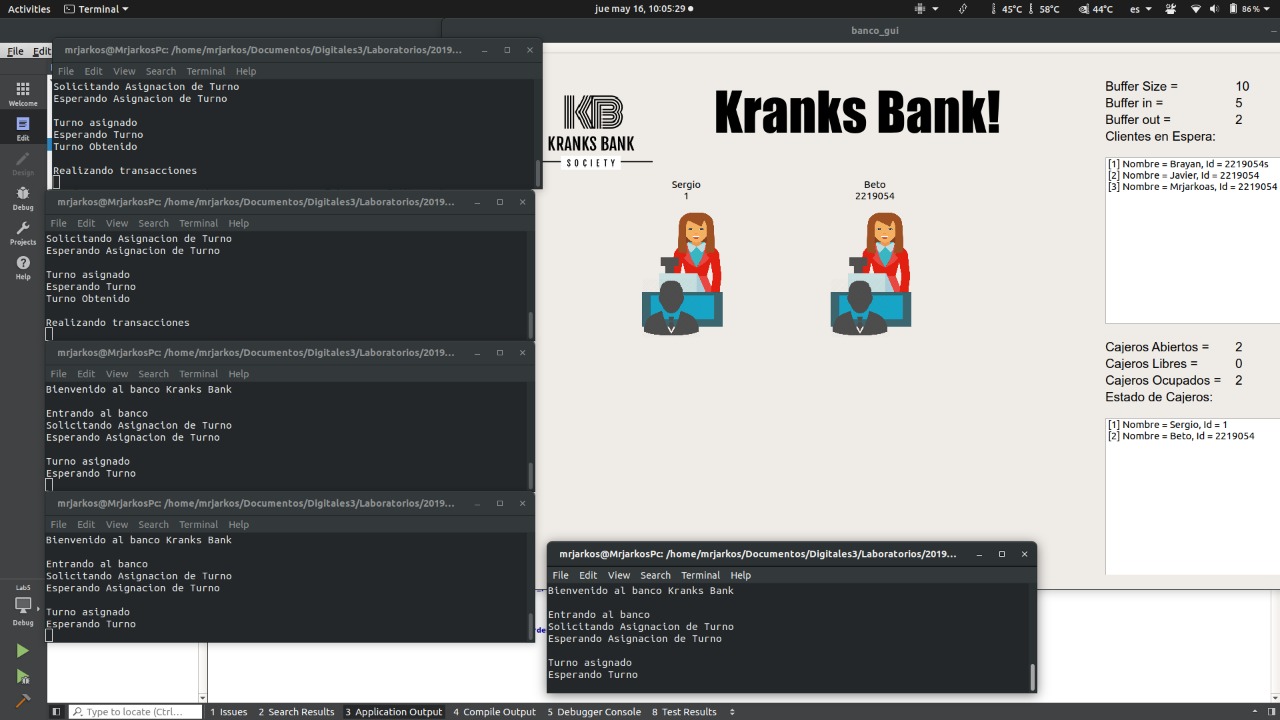 Activities
Terminal
jue may 16, 10:05:29
45°C
58°C
44°C
es
86%
banco_gui
File Edit
mrjarkos@MrjarkosPc: /home/mrjarkos/Documentos/Digitales3/Laboratorios/2019...
File Edit View Search Terminal Help
Solicitando Asignacion de Turno
Esperando Asignacion de Turno
Turno asignado
Esperando Turno
Turno Obtenido
Realizando transacciones
mrjarkos@MrjarkosPc: /home/mrjarkos/Documentos/Digitales3/Laboratorios/2019...
File Edit View Search Terminal Help
Solicitando Asignacion de Turno
Esperando Asignacion de Turno
Turno asignado
Esperando Turno
Turno Obtenido
Realizando transacciones
mrjarkos@MrjarkosPc: /home/mrjarkos/Documentos/Digitales3/Laboratorios/2019...
File Edit View Search Terminal Help
Bienvenido al banco Kranks Bank
Entrando al banco
Solicitando Asignacion de Turno
Esperando Asignacion de Turno
Turno asignado
Esperando Turno
mrjarkos@MrjarkosPc: /home/mrjarkos/Documentos/Digitales3/Laboratorios/2019...
File Edit View Search Terminal Help
Bienvenido al banco Kranks Bank
Entrando al banco
Solicitando Asignacion de Turno
Esperando Asignacion de Turno
Turno asignado
Esperando Turno
mrjarkos@MrjarkosPc: /home/mrjarkos/Documentos/Digitales3/Laboratorios/2019...
File Edit View Search Terminal Help
Bienvenido al banco Kranks Bank
Entrando al banco
Solicitando Asignacion de Turno
Esperando Asignacion de Turno
Turno asignado
Esperando Turno
Welcome
Edit
Design
Debug
Projects
Help
Lab5
Debug
KB
KRANKS BANK
SOCIETY
Kranks Bank!
Sergio
1
Beto
2219054
Buffer Size = 10
Buffer in = 5
Buffer out = 2
Clientes en Espera:
[1] Nombre = Brayan, Id = 2219054s
[2] Nombre = Javier, Id = 2219054
[3] Nombre = Mrjarkoas, Id = 2219054
Cajeros Abiertos = 2
Cajeros Libres = 0
Cajeros Ocupados = 2
Estado de Cajeros:
[1] Nombre = Sergio, Id = 1
[2] Nombre = Beto, Id = 2219054
Type to locate (Ctrl...
1 Issues
2 Search Results
3 Application Output
4 Compile Output
5 Debugger Console
8 Test Results